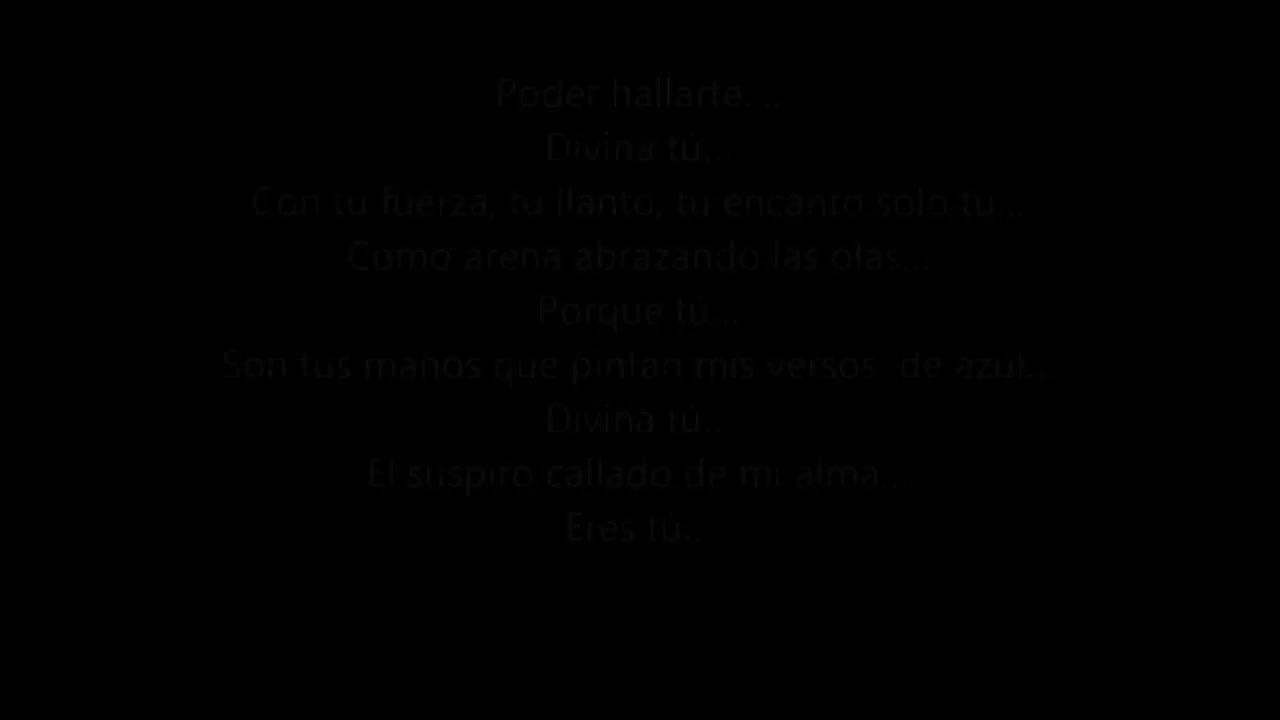 Poder hallarte....
Divina tú...
Con tu fuerza, tu llanto, tu encanto solo tu...
Como arena abrazando las olas...
Porque tú...
Son tus manos que pintan mis versos  de azul...
Divina tú...
El suspiro callado de mi alma...
Eres tú..